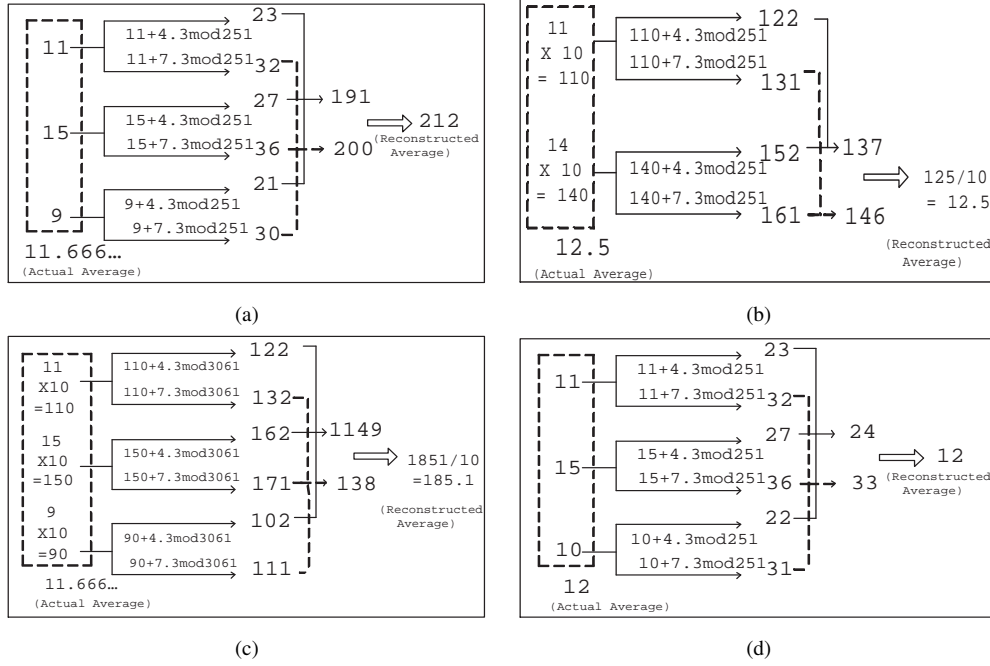 11
15
9
11+4.3mod251
11+7.3mod251
15+4.3mod251
15+7.3mod251
9+4.3mod251
9+7.3mod251
23
32
27
36
21
30
191
200
212
(Reconstructed
Average)
11.666…
(Actual Average)
(a)
11
X 10
= 110
14
X 10
= 140
110+4.3mod251
110+7.3mod251
140+4.3mod251
140+7.3mod251
122
131
152
161
137
146
125/10
= 12.5
(Reconstructed
Average)
12.5
(Actual Average)
(b)
11
X10
=110
15
X10
=150
9
X10
=90
110+4.3mod3061
110+7.3mod3061
150+4.3mod3061
150+7.3mod3061
90+4.3mod3061
90+7.3mod3061
122
132
162
171
102
111
1149
138
1851/10
=185.1
(Reconstructed
Average)
11.666…
(Actual Average)
(c)
11
15
10
11+4.3mod251
11+7.3mod251
15+4.3mod251
15+7.3mod251
10+4.3mod251
10+7.3mod251
23
32
27
36
22
31
24
33
12
(Reconstructed
Average)
12
(Actual Average)
(d)